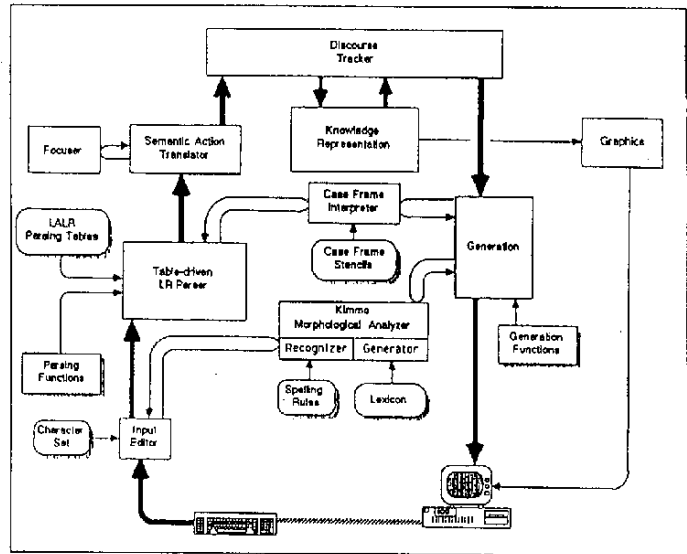 Discourse
Tracker
Focuser
Semantic Action
Translator
Knowledge
Representation
Graphics
LALR
Parsing Tables
Case Frame
Interpreter
Case Frame
Stencils
Generation
Table-driven
LR Parser
Kimmo
Morphological Analyzer
Recognizer
Generator
Parsing
Functions
Spelling
Rules
Lexicon
Generation
Functions
Character
Set
Input
Editor